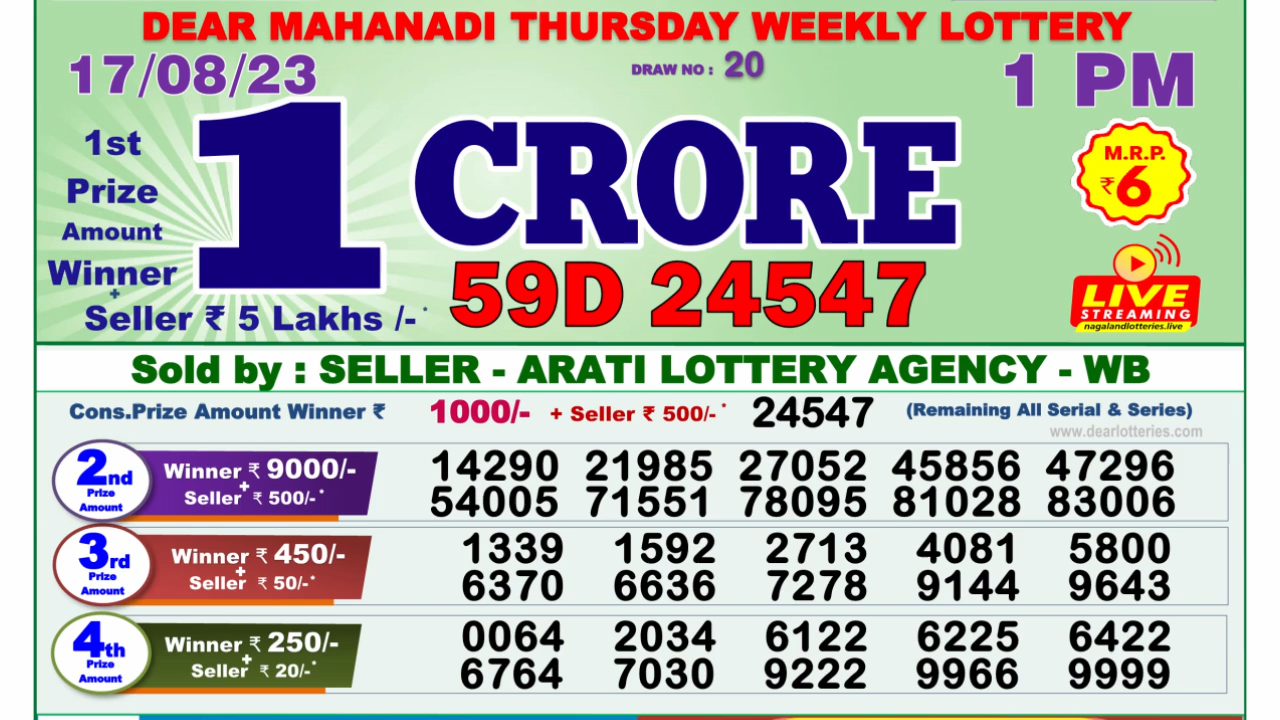 DEAR MAHANADI THURSDAY WEEKLY LOTTERY
17/08/23
DRAW NO : 20
1 PM
1st
Prize
Amount
Winner
+
Seller ₹ 5 Lakhs /- *
1 CRORE
59D 24547
M.R.P.
₹6
LIVE
STREAMING
nagalandlotteries.live
Sold by : SELLER - ARATI LOTTERY AGENCY - WB
Cons.Prize Amount Winner ₹ 1000/- + Seller ₹ 500/- * 24547 (Remaining All Serial & Series)
www.dearlotteries.com
2nd
Prize
Amount
Winner ₹ 9000/-
+
Seller ₹ 500/- *
14290 21985 27052 45856 47296
54005 71551 78095 81028 83006
3rd
Prize
Amount
Winner ₹ 450/-
+
Seller ₹ 50/- *
1339 1592 2713 4081 5800
6370 6636 7278 9144 9643
4th
Prize
Amount
Winner ₹ 250/-
+
Seller ₹ 20/- *
0064 2034 6122 6225 6422
6764 7030 9222 9966 9999